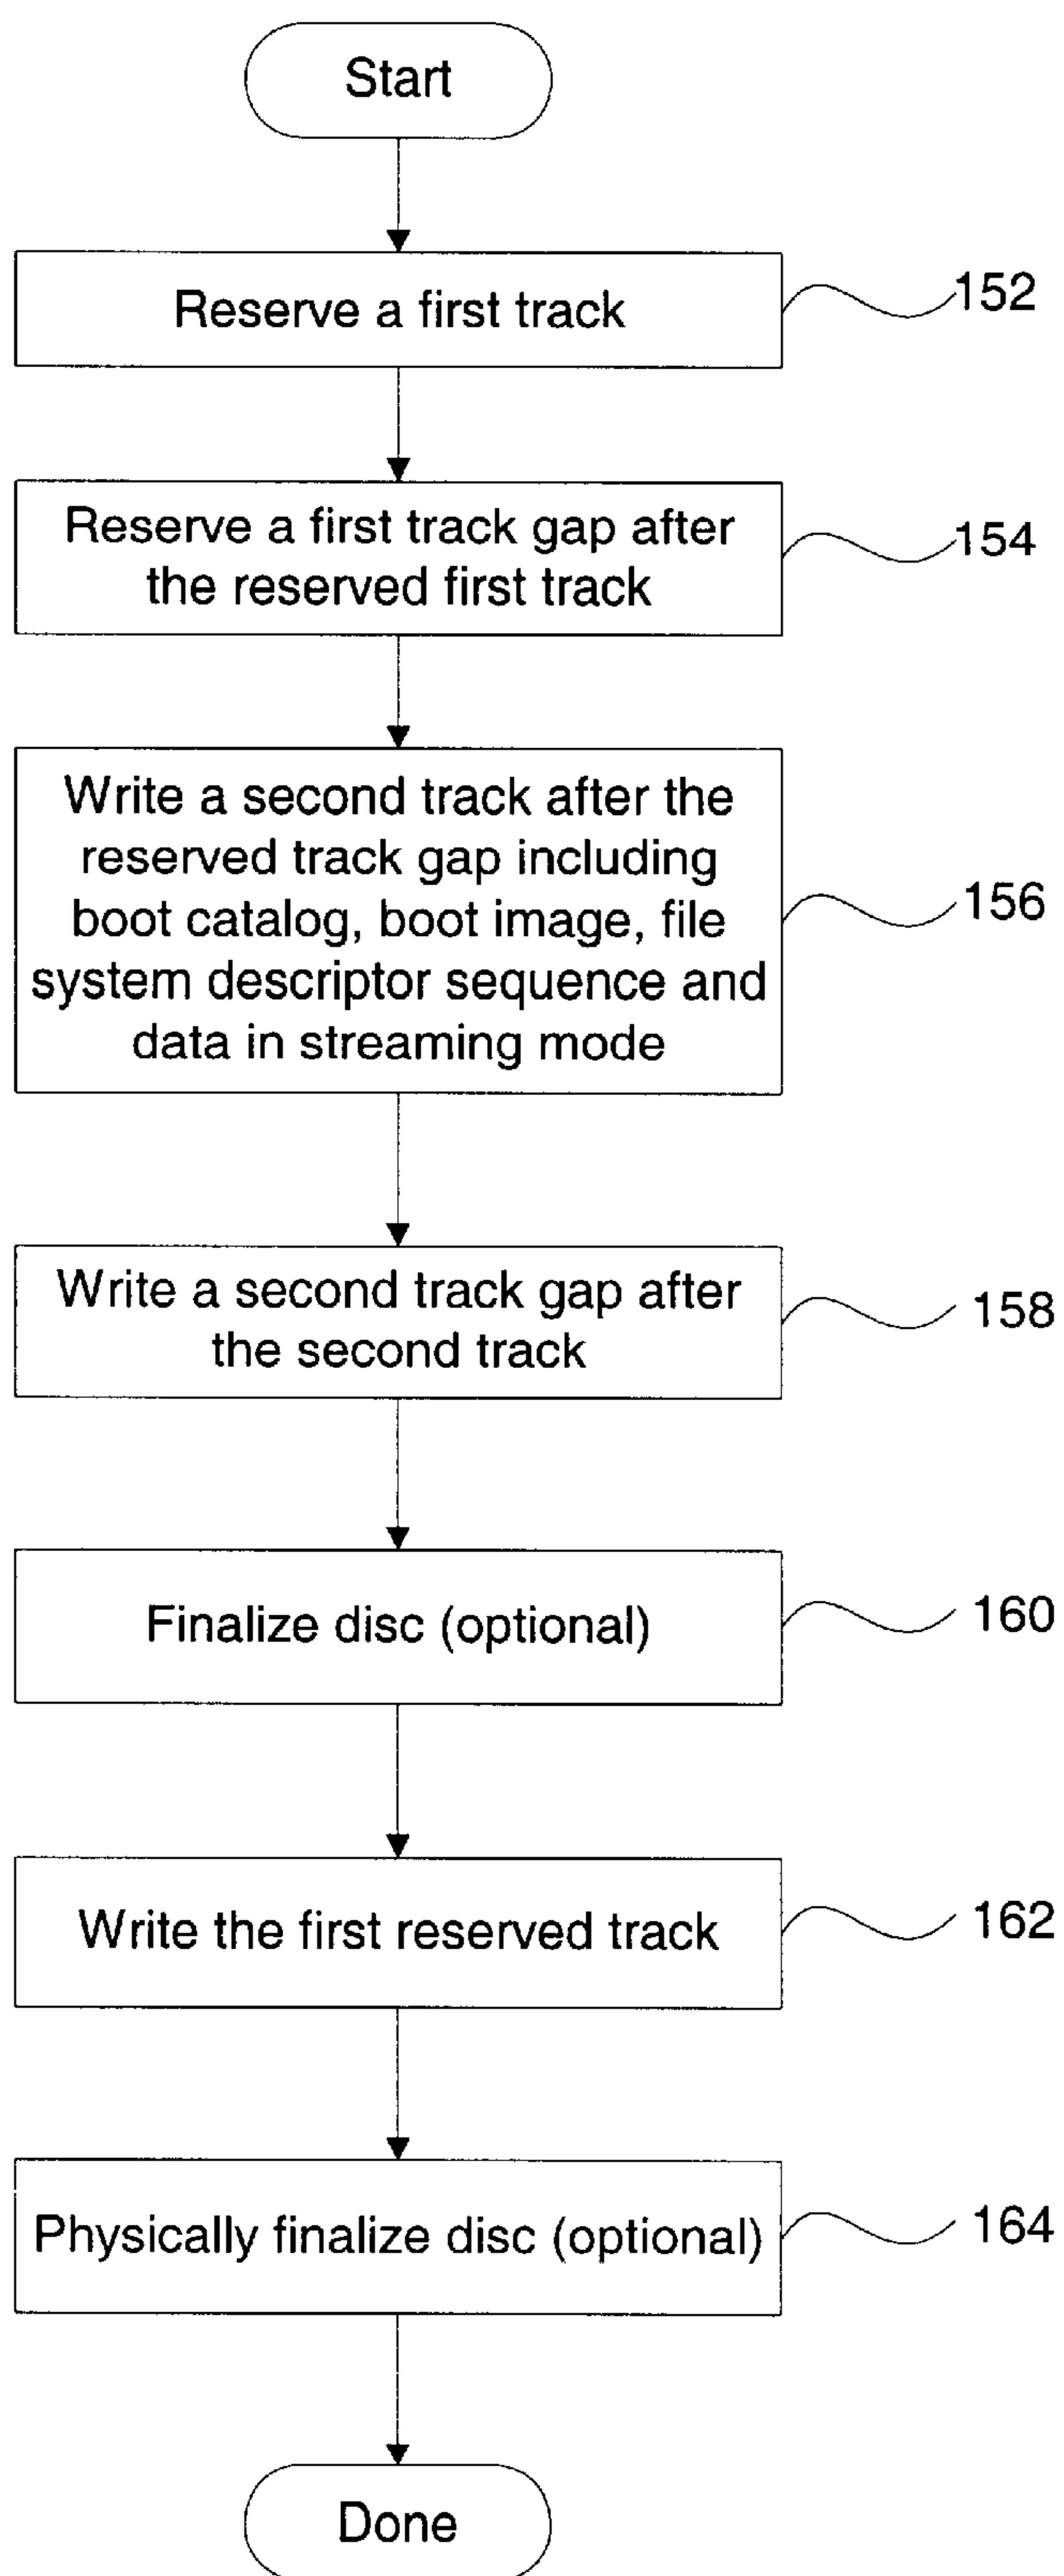 Start
Reserve a first track
152
Reserve a first track gap after
the reserved first track
154
Write a second track after the
reserved track gap including
boot catalog, boot image, file
system descriptor sequence and
data in streaming mode
156
Write a second track gap after
the second track
158
Finalize disc (optional)
160
Write the first reserved track
162
Physically finalize disc (optional)
164
Done